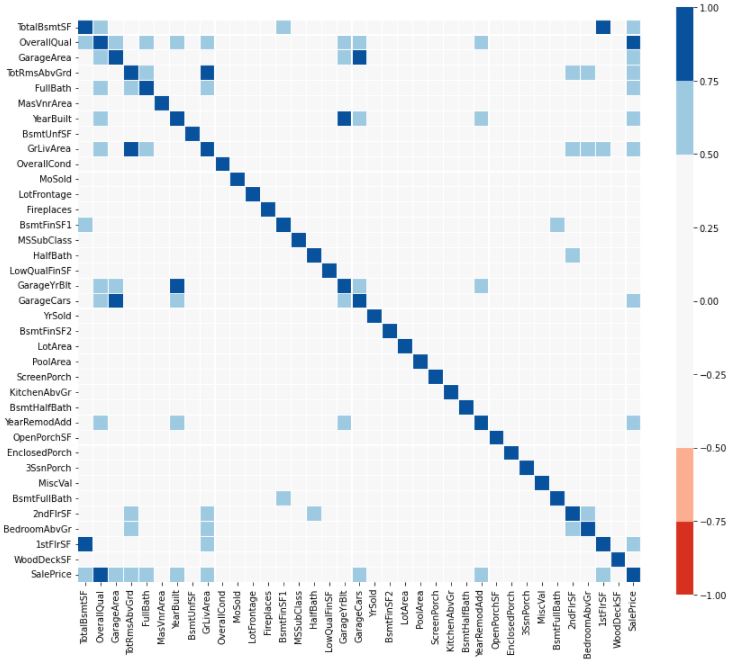 TotalBsmtSF
OverallQual
GarageArea
TotRmsAbvGrd
FullBath
MasVnrArea
YearBuilt
BsmtUnfSF
GrLivArea
OverallCond
MoSold
LotFrontage
Fireplaces
BsmtFinSF1
MSSubClass
HalfBath
LowQualFinSF
GarageYrBlt
GarageCars
YrSold
BsmtFinSF2
LotArea
PoolArea
ScreenPorch
KitchenAbvGr
BsmtHalfBath
YearRemodAdd
OpenPorchSF
EnclosedPorch
3SsnPorch
MiscVal
BsmtFullBath
2ndFlrSF
BedroomAbvGr
1stFlrSF
WoodDeckSF
SalePrice
TotalBsmtSF
OverallQual
GarageArea
TotRmsAbvGrd
FullBath
MasVnrArea
YearBuilt
BsmtUnfSF
GrLivArea
OverallCond
MoSold
LotFrontage
Fireplaces
BsmtFinSF1
MSSubClass
HalfBath
LowQualFinSF
GarageYrBlt
GarageCars
YrSold
BsmtFinSF2
LotArea
PoolArea
ScreenPorch
KitchenAbvGr
BsmtHalfBath
YearRemodAdd
OpenPorchSF
EnclosedPorch
3SsnPorch
MiscVal
BsmtFullBath
2ndFlrSF
BedroomAbvGr
1stFlrSF
WoodDeckSF
SalePrice
1.00
0.75
0.50
0.25
0.00
−0.25
−0.50
−0.75
−1.00